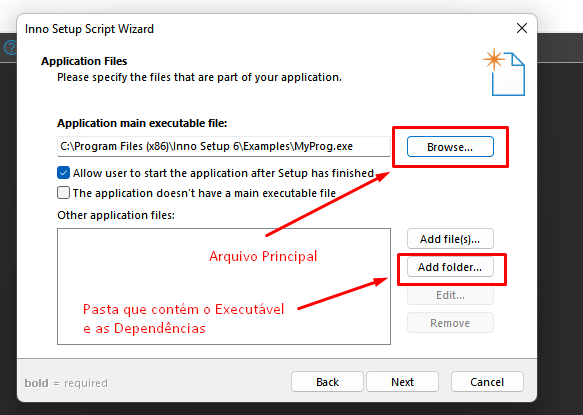 Inno Setup Script Wizard
Application Files
Please specify the files that are part of your application.
Application main executable file:
C:\Program Files (x86)\Inno Setup 6\Examples\MyProg.exe
Browse...
Allow user to start the application after Setup has finished
The application doesn't have a main executable file
Other application files:
Add file(s)...
Arquivo Principal
Add folder...
Edit...
Pasta que contém o Executável
e as Dependências
Remove
bold = required
Back
Next
Cancel